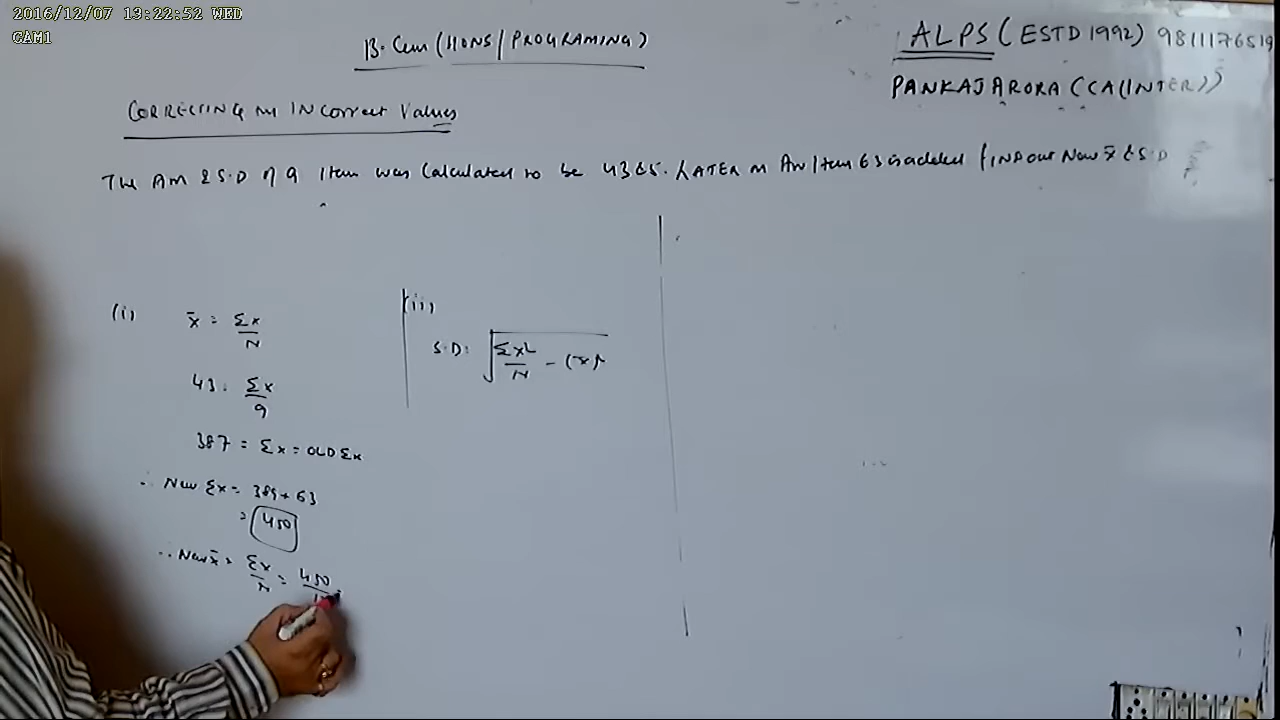 2016/12/07 13:22:52 WED
CAM1
B.Com (HONS/PROGRAMING)
ALPS (ESTD 1992) 9811176519
PANKAJ ARORA (CA(INTER))
CORRECTING IN INCorrect Values
The AM & S.D of 9 Item was Calculated to be 43 & 5. LATER on An Item 63 is added FIND out New x̄ & S.D
(i)
x̄ = Σx/N
43 = Σx/9
387 = Σx = OLD Σx
∴ New Σx = 387 + 63
= 450
∴ New x̄ = Σx/N = 450/10
(ii)
S.D = √Σx²/N - (x̄)²